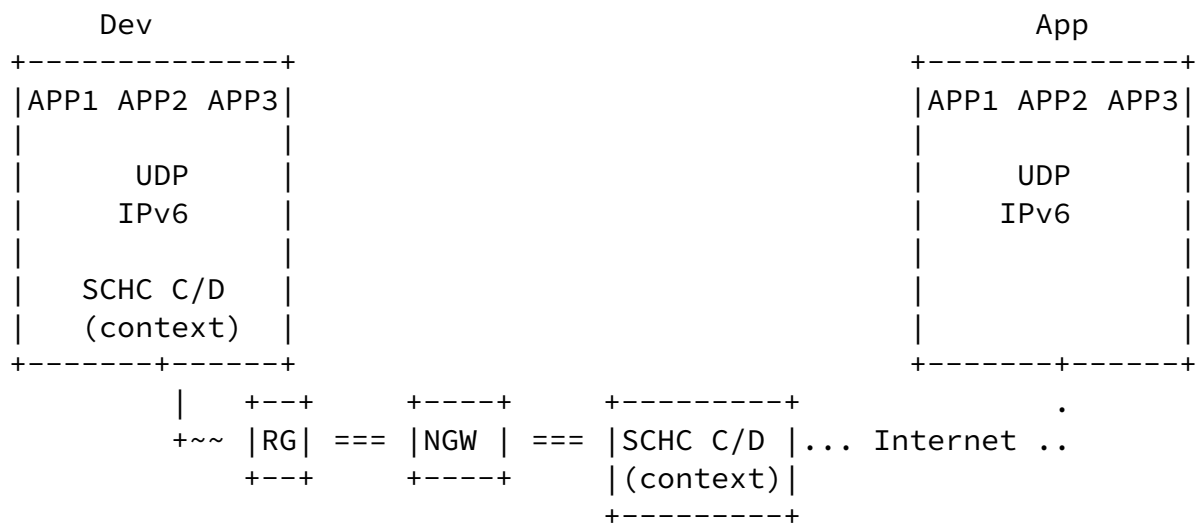 Dev App
|APP1 APP2 APP3| |APP1 APP2 APP3|
UDP UDP
IPv6 IPv6
SCHC C/D
(context)
+~~ |RG| === |NGW | === |SCHC C/D |... Internet ..
|(context)|